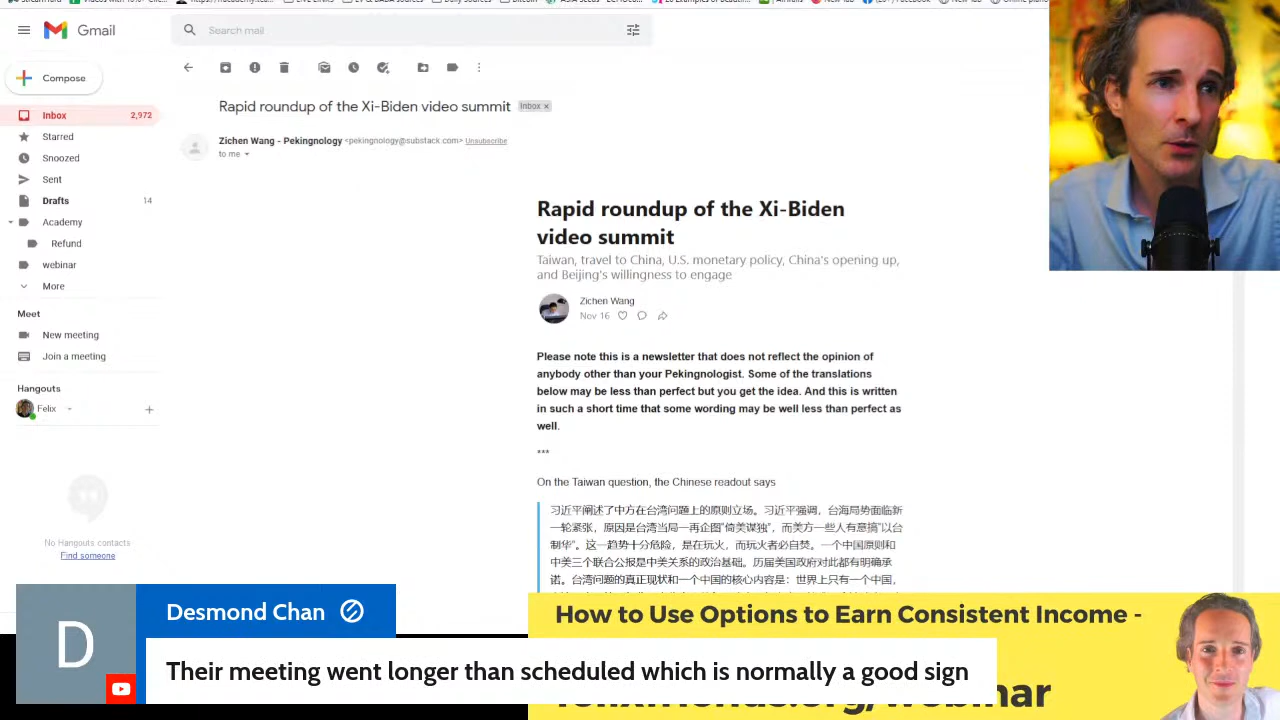 Gmail
Search mail
Compose
Inbox 2,972
Starred
Snoozed
Sent
Drafts 14
Academy
Refund
webinar
More
Meet
New meeting
Join a meeting
Hangouts
Felix
No Hangouts contacts
Find someone
Rapid roundup of the Xi-Biden video summit Inbox x
Zichen Wang - Pekingnology <pekingnology@substack.com> Unsubscribe
to me
Rapid roundup of the Xi-Biden
video summit
Taiwan, travel to China, U.S. monetary policy, China's opening up,
and Beijing's willingness to engage
Zichen Wang
Nov 16
Please note this is a newsletter that does not reflect the opinion of
anybody other than your Pekingnologist. Some of the translations
below may be less than perfect but you get the idea. And this is written
in such a short time that some wording may be well less than perfect as
well.
***
On the Taiwan question, the Chinese readout says
习近平阐述了中方在台湾问题上的原则立场。习近平强调，台海局势面临新
一轮紧张，原因是台湾当局一再企图“倚美谋独”，而美方一些人有意搞“以台
制华”。这一趋势十分危险，是在玩火，而玩火者必自焚。一个中国原则和
中美三个联合公报是中美关系的政治基础。历届美国政府对此都有明确承
诺。台湾问题的真正现状和一个中国的核心内容是：世界上只有一个中国，
D
Desmond Chan
Their meeting went longer than scheduled which is normally a good sign
How to Use Options to Earn Consistent Income -